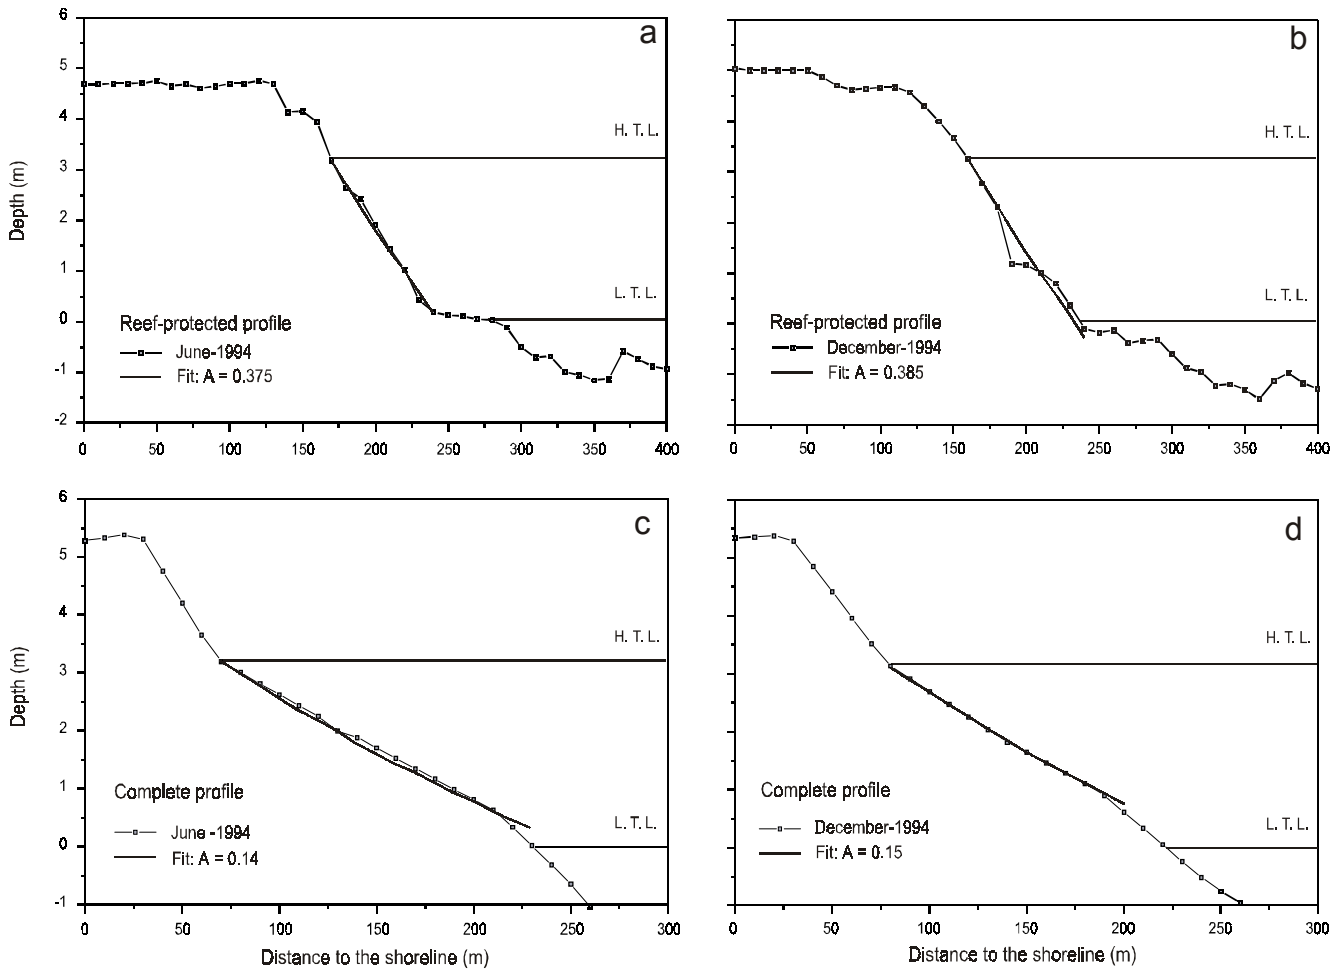 a
6
5
4
3
2
1
0
-1
-2
Depth (m)
H. T. L.
L. T. L.
Reef-protected profile
June-1994
Fit: A = 0.375
0 50 100 150 200 250 300 350 400
b
H. T. L.
L. T. L.
Reef-protected profile
December-1994
Fit: A = 0.385
0 50 100 150 200 250 300 350 400
c
6
5
4
3
2
1
0
-1
Depth (m)
H. T. L.
L. T. L.
Complete profile
June -1994
Fit: A = 0.14
0 50 100 150 200 250 300
Distance to the shoreline (m)
d
H. T. L.
L. T. L.
Complete profile
December-1994
Fit: A = 0.15
0 50 100 150 200 250 300
Distance to the shoreline (m)